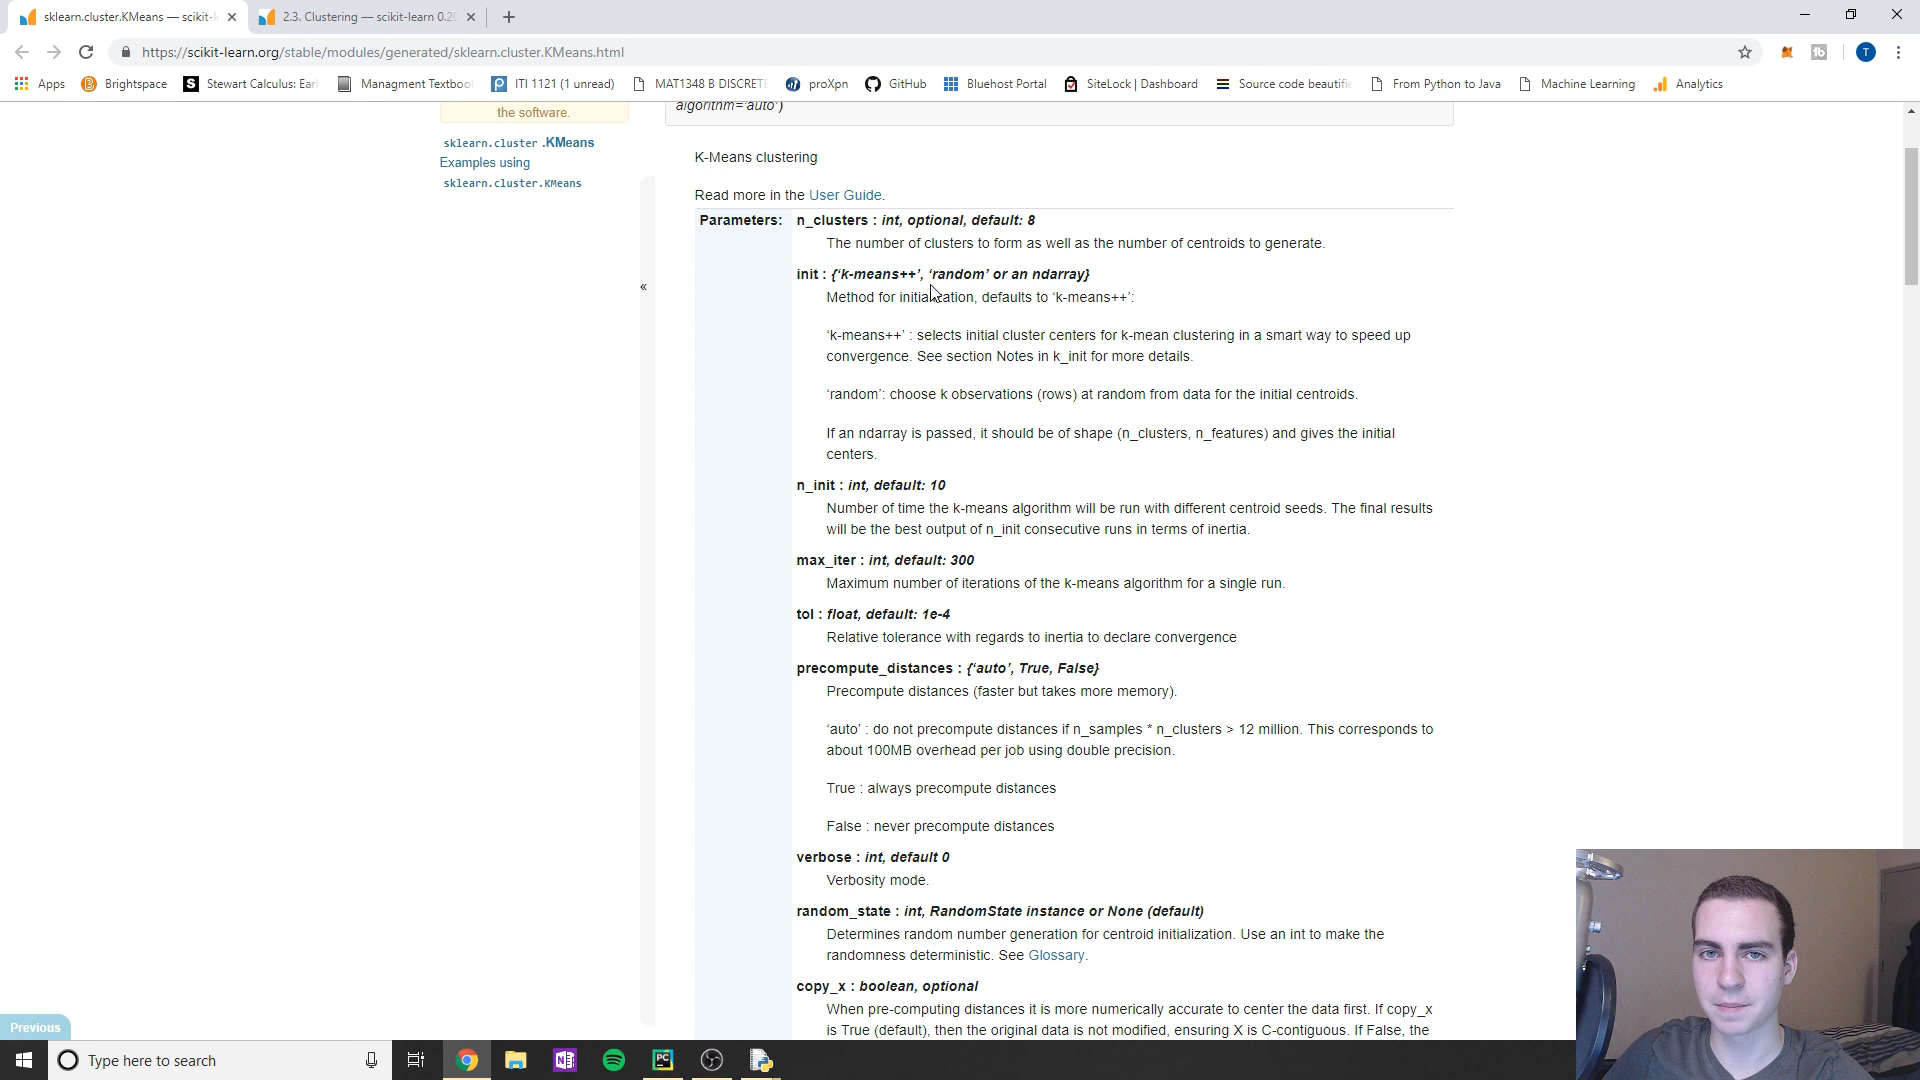 sklearn.cluster.KMeans — scikit-l
2.3. Clustering — scikit-learn 0.20
https://scikit-learn.org/stable/modules/generated/sklearn.cluster.KMeans.html
T
Apps
Brightspace
Stewart Calculus: Earl
Managment Textboo
ITI 1121 (1 unread)
MAT1348 B DISCRETE
proXpn
GitHub
Bluehost Portal
SiteLock | Dashboard
Source code beautifie
From Python to Java
Machine Learning
Analytics
the software.
sklearn.cluster.KMeans
Examples using
sklearn.cluster.KMeans
«
algorithm='auto')
K-Means clustering
Read more in the User Guide.
Parameters: n_clusters : int, optional, default: 8
The number of clusters to form as well as the number of centroids to generate.
init : {‘k-means++’, ‘random’ or an ndarray}
Method for initialization, defaults to ‘k-means++’:
‘k-means++’ : selects initial cluster centers for k-mean clustering in a smart way to speed up
convergence. See section Notes in k_init for more details.
‘random’: choose k observations (rows) at random from data for the initial centroids.
If an ndarray is passed, it should be of shape (n_clusters, n_features) and gives the initial
centers.
n_init : int, default: 10
Number of time the k-means algorithm will be run with different centroid seeds. The final results
will be the best output of n_init consecutive runs in terms of inertia.
max_iter : int, default: 300
Maximum number of iterations of the k-means algorithm for a single run.
tol : float, default: 1e-4
Relative tolerance with regards to inertia to declare convergence
precompute_distances : {‘auto’, True, False}
Precompute distances (faster but takes more memory).
‘auto’ : do not precompute distances if n_samples * n_clusters > 12 million. This corresponds to
about 100MB overhead per job using double precision.
True : always precompute distances
False : never precompute distances
verbose : int, default 0
Verbosity mode.
random_state : int, RandomState instance or None (default)
Determines random number generation for centroid initialization. Use an int to make the
randomness deterministic. See Glossary.
copy_x : boolean, optional
When pre-computing distances it is more numerically accurate to center the data first. If copy_x
is True (default), then the original data is not modified, ensuring X is C-contiguous. If False, the
Previous
Type here to search